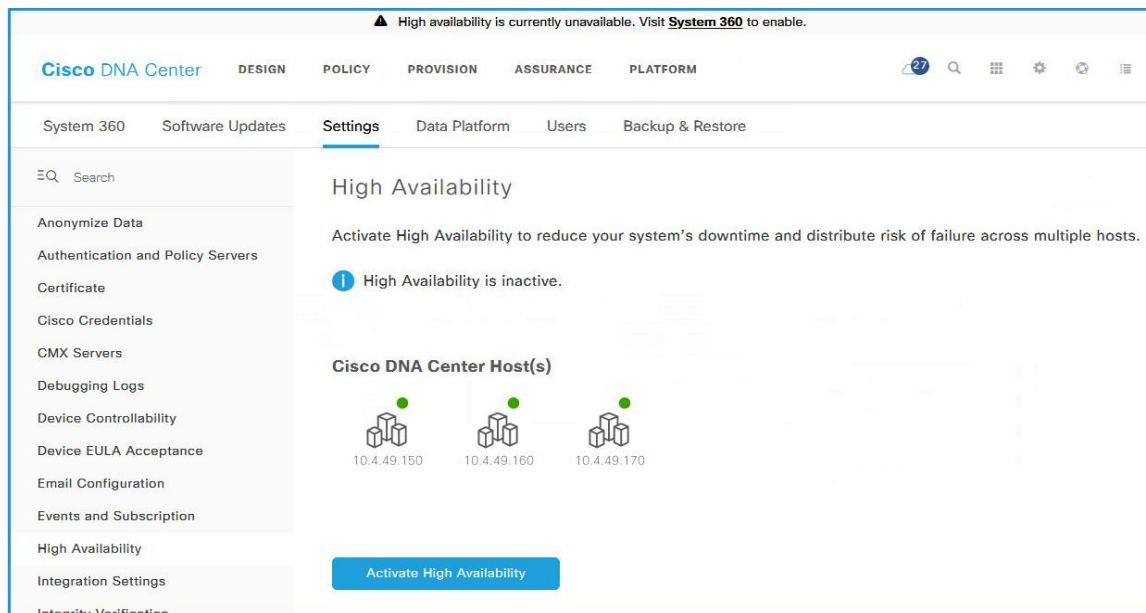 High availability is currently unavailable. Visit System 360 to enable.
Cisco DNA Center DESIGN POLICY PROVISION ASSURANCE PLATFORM 27
System 360 Software Updates Settings Data Platform Users Backup & Restore
Search
Anonymize Data
Authentication and Policy Servers
Certificate
Cisco Credentials
CMX Servers
Debugging Logs
Device Controllability
Device EULA Acceptance
Email Configuration
Events and Subscription
High Availability
Integration Settings
Integrity Verification
High Availability
Activate High Availability to reduce your system's downtime and distribute risk of failure across multiple hosts.
High Availability is inactive.
Cisco DNA Center Host(s)
10.4.49.150 10.4.49.160 10.4.49.170
Activate High Availability